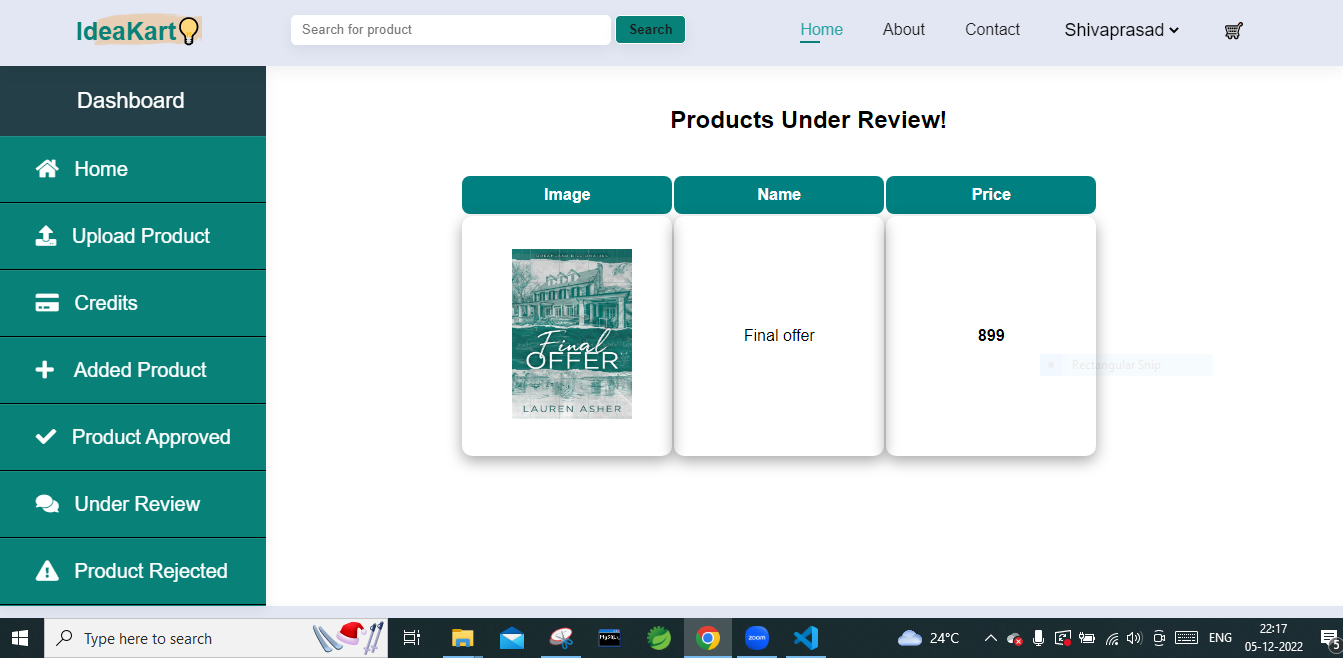 IdeaKart
Search for product
Search
Home
About
Contact
Shivaprasad
Dashboard
Home
Upload Product
Credits
Added Product
Product Approved
Under Review
Product Rejected
Products Under Review!
Image
Name
Price
Final
OFFER
LAUREN ASHER
Final offer
899
Rectangular Snip
Type here to search
MySQL
zoom
24°C
ENG
22:17
05-12-2022
5